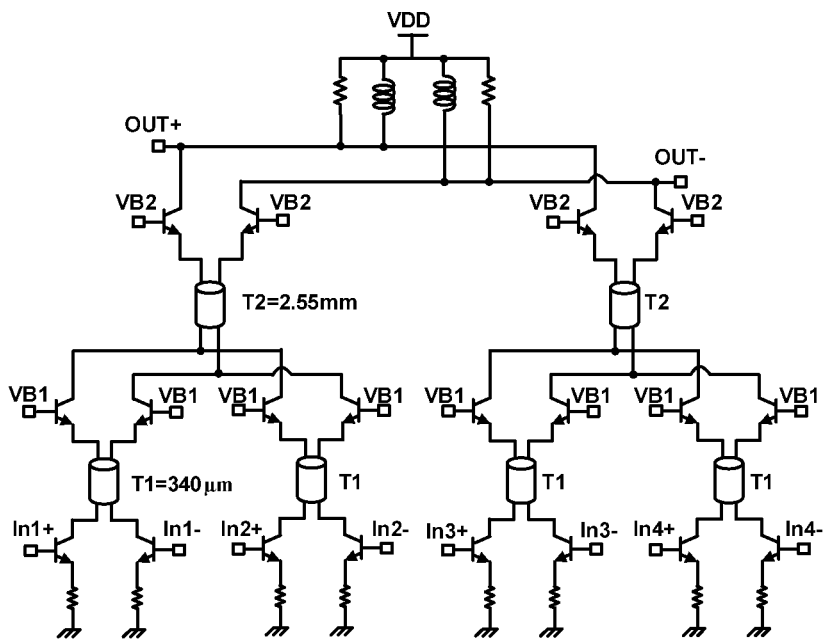 VDD
OUT+
OUT-
VB2
VB2
VB2
VB2
T2=2.55mm
T2
VB1
VB1
VB1
VB1
VB1
VB1
VB1
VB1
T1=340μm
T1
T1
T1
In1+
In1-
In2+
In2-
In3+
In3-
In4+
In4-